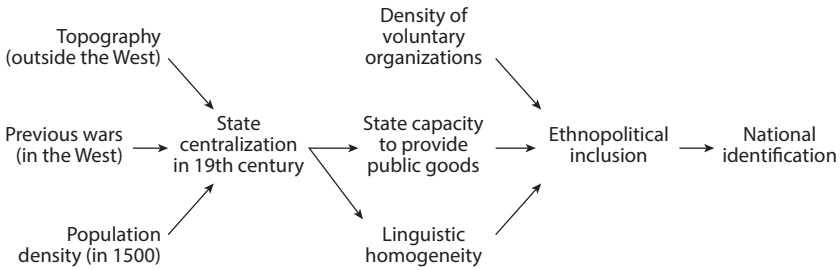 Topography
(outside the West)
Previous wars
(in the West)
Population
density (in 1500)
State
centralization
in 19th century
Density of
voluntary
organizations
State capacity
to provide
public goods
Linguistic
homogeneity
Ethnopolitical
inclusion
National
identification